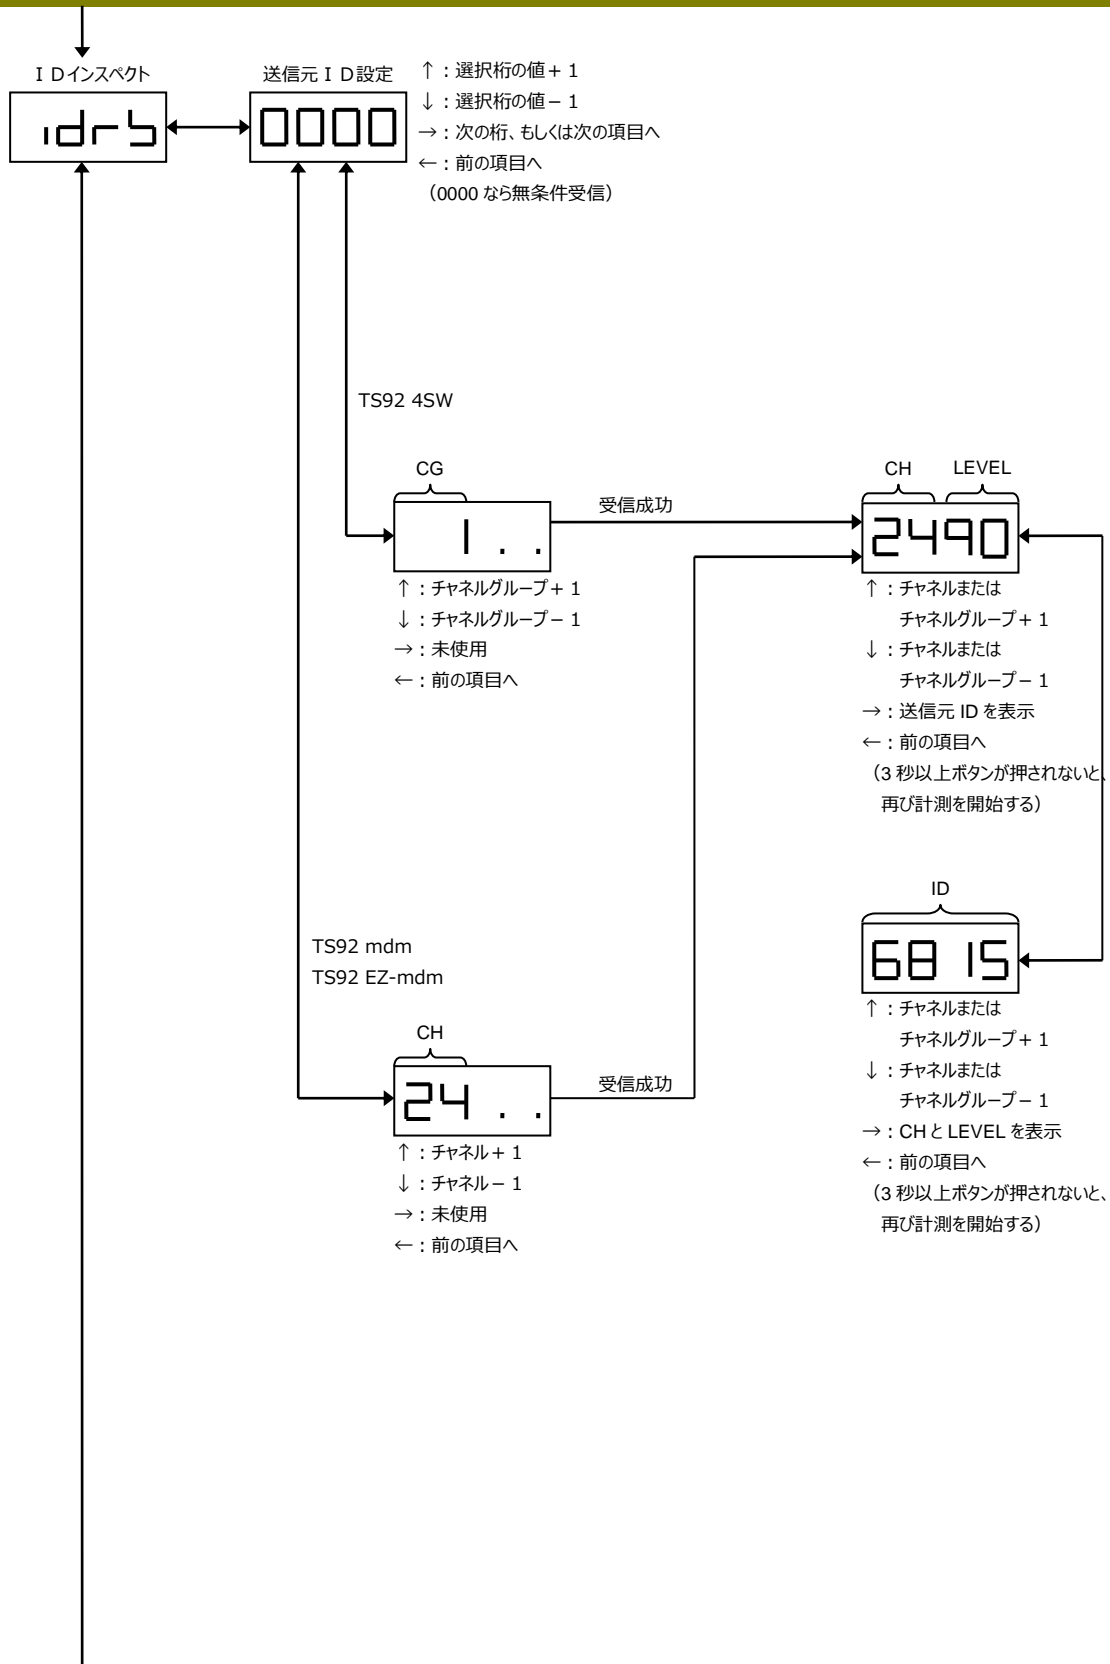 ＩＤインスペクト
idrb
送信元ＩＤ設定
0000
↑：選択桁の値＋1
↓：選択桁の値－1
→：次の桁、もしくは次の項目へ
←：前の項目へ
（0000 なら無条件受信）
TS92 4SW
CG
1 . .
↑：チャネルグループ＋1
↓：チャネルグループ－1
→：未使用
←：前の項目へ
受信成功
CH
LEVEL
2490
↑：チャネルまたは
チャネルグループ＋1
↓：チャネルまたは
チャネルグループ－1
→：送信元 ID を表示
←：前の項目へ
（3 秒以上ボタンが押されないと、
再び計測を開始する）
ID
6815
↑：チャネルまたは
チャネルグループ＋1
↓：チャネルまたは
チャネルグループ－1
→：CH と LEVEL を表示
←：前の項目へ
（3 秒以上ボタンが押されないと、
再び計測を開始する）
TS92 mdm
TS92 EZ-mdm
CH
24 . .
↑：チャネル＋1
↓：チャネル－1
→：未使用
←：前の項目へ
受信成功